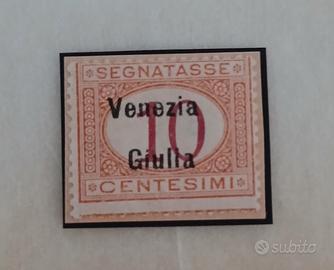 SEGNATASSE
Venezia
10
Giulia
CENTESIMI
subito